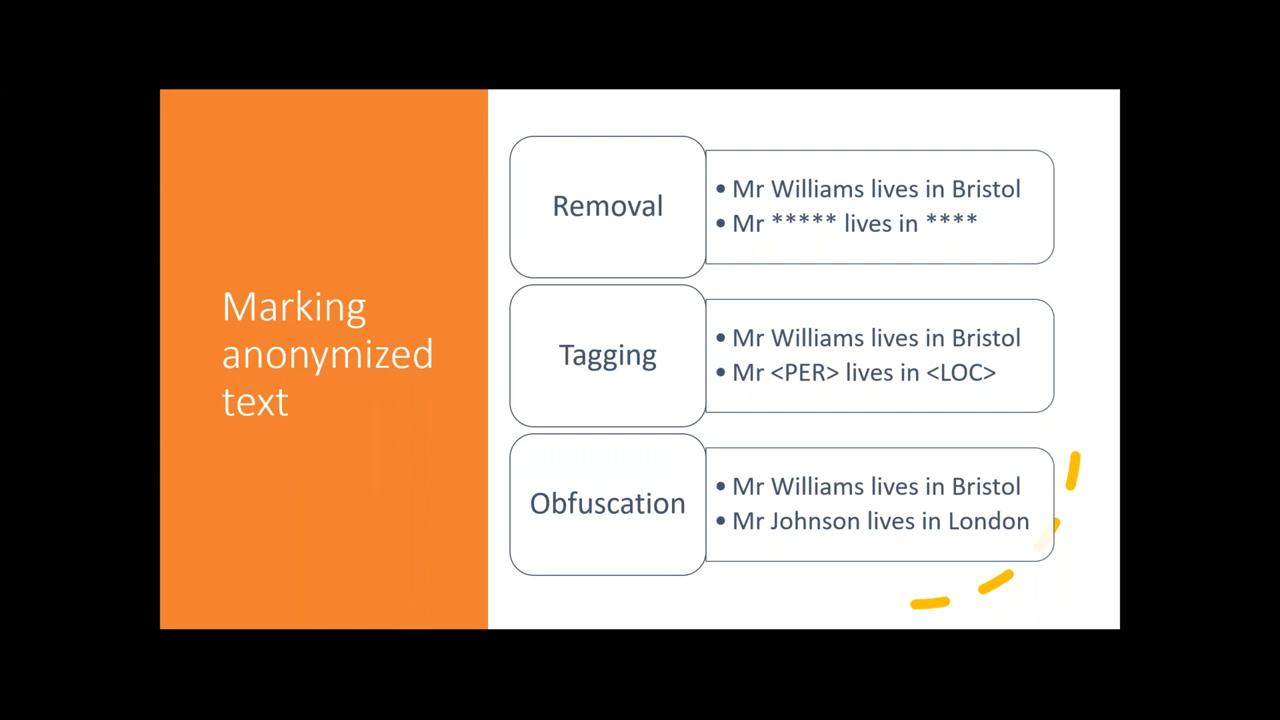 Marking
anonymized
text
Removal
• Mr Williams lives in Bristol
• Mr ***** lives in ****
Tagging
• Mr Williams lives in Bristol
• Mr <PER> lives in <LOC>
Obfuscation
• Mr Williams lives in Bristol
• Mr Johnson lives in London